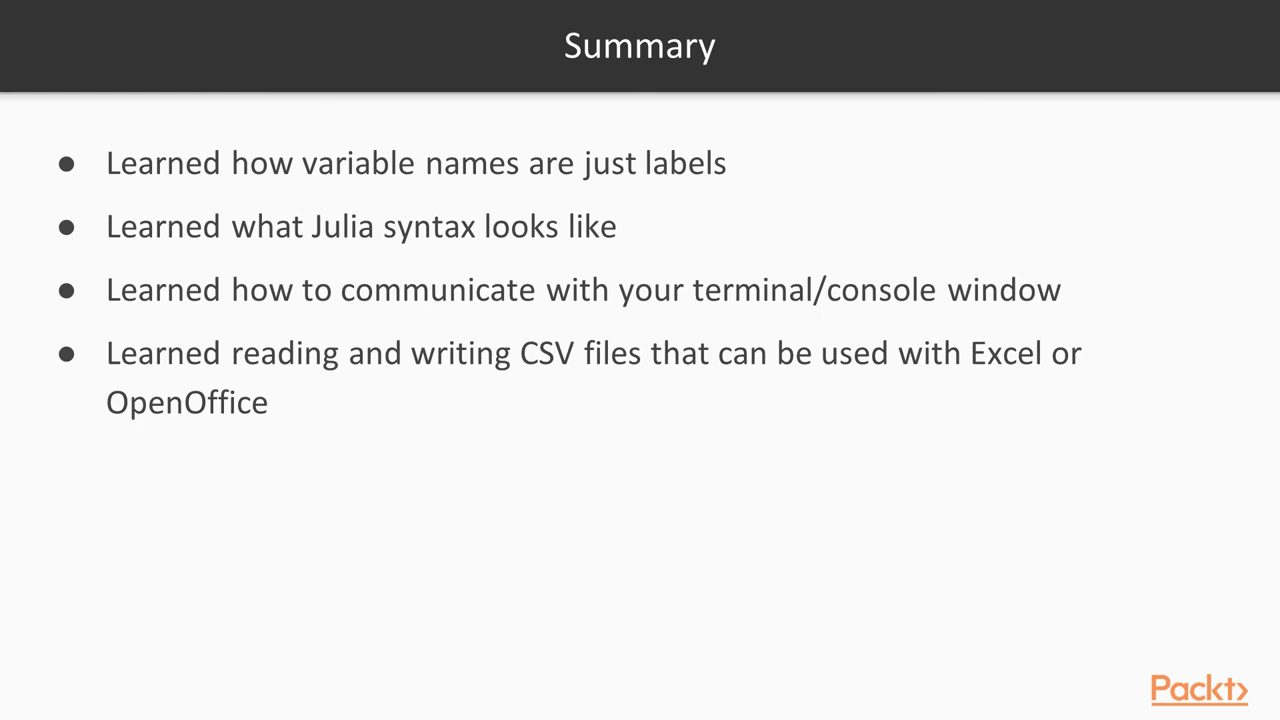 Summary
● Learned how variable names are just labels
● Learned what Julia syntax looks like
● Learned how to communicate with your terminal/console window
● Learned reading and writing CSV files that can be used with Excel or
OpenOffice
Packt>